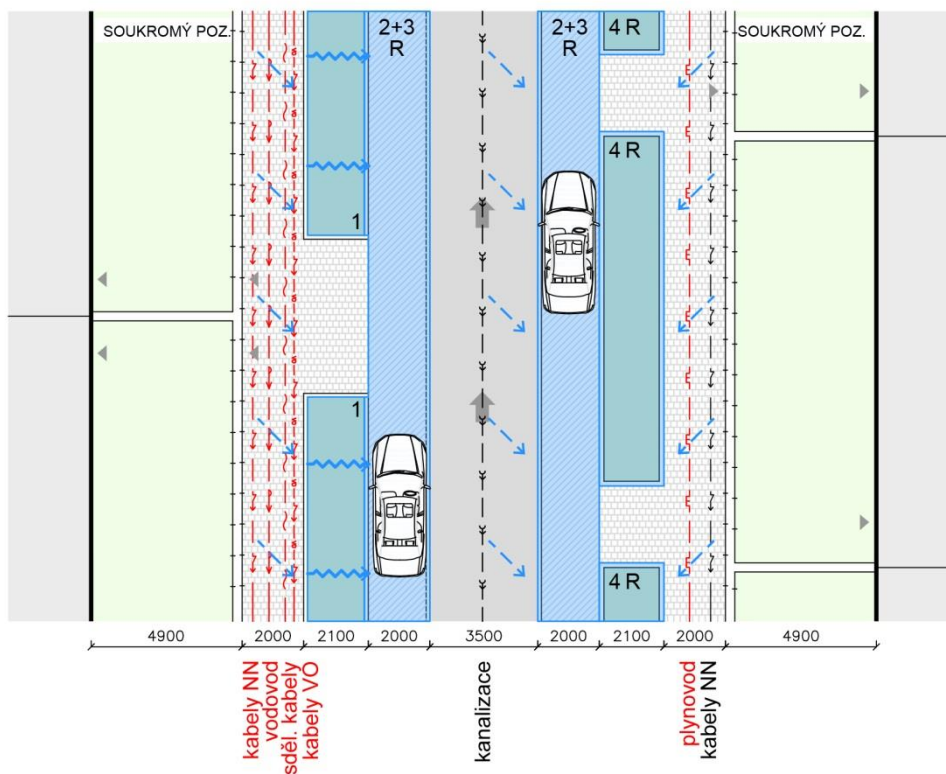 SOUKROMÝ POZ.
2+3
R
2+3
R
4 R
SOUKROMÝ POZ.
4 R
1
1
4 R
4900
2000
2100
2000
3500
2000
2100
2000
4900
kabely NN
vodovod
sděl. kabely
kabely VO
kanalizace
plynovod
kabely NN